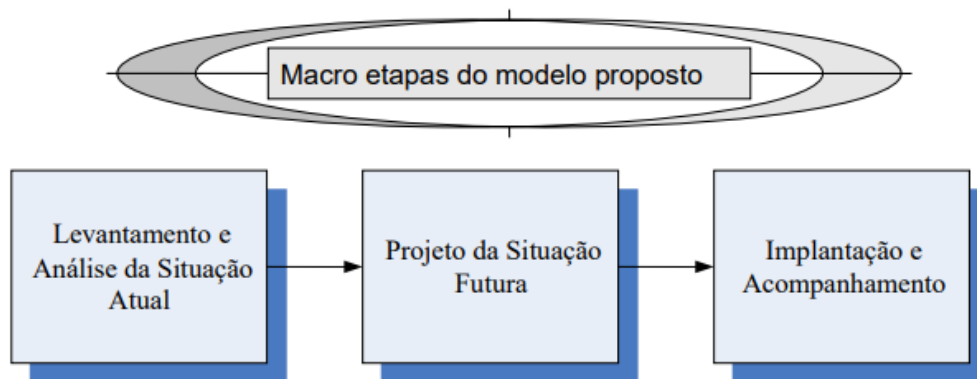 Macro etapas do modelo proposto
Levantamento e
Análise da Situação
Atual
Projeto da Situação
Futura
Implantação e
Acompanhamento